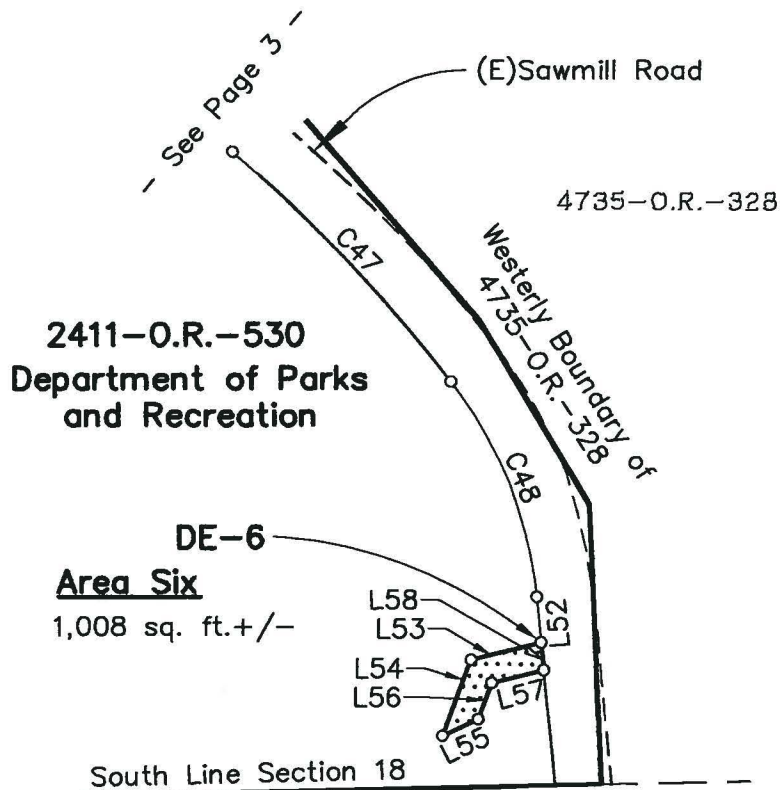 - See Page 3 -
(E)Sawmill Road
4735-O.R.-328
C47
Westerly Boundary of
4735-O.R.-328
2411-O.R.-530
Department of Parks
and Recreation
C48
DE-6
Area Six
1,008 sq. ft.+/-
L58
L52
L53
L54
L56
L57
L55
South Line Section 18